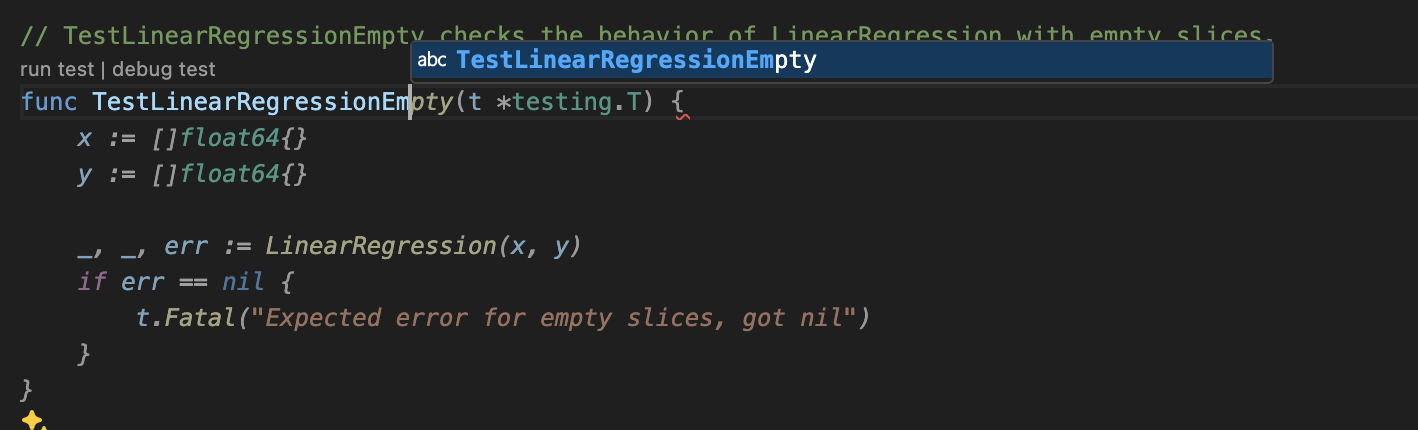 // TestLinearRegressionEmpty checks the behavior of LinearRegression with empty slices.
abc TestLinearRegressionEmpty
run test | debug test
func TestLinearRegressionEmpty(t *testing.T) {
    x := []float64{}
    y := []float64{}
    _, _, err := LinearRegression(x, y)
    if err == nil {
        t.Fatal("Expected error for empty slices, got nil")
    }
}